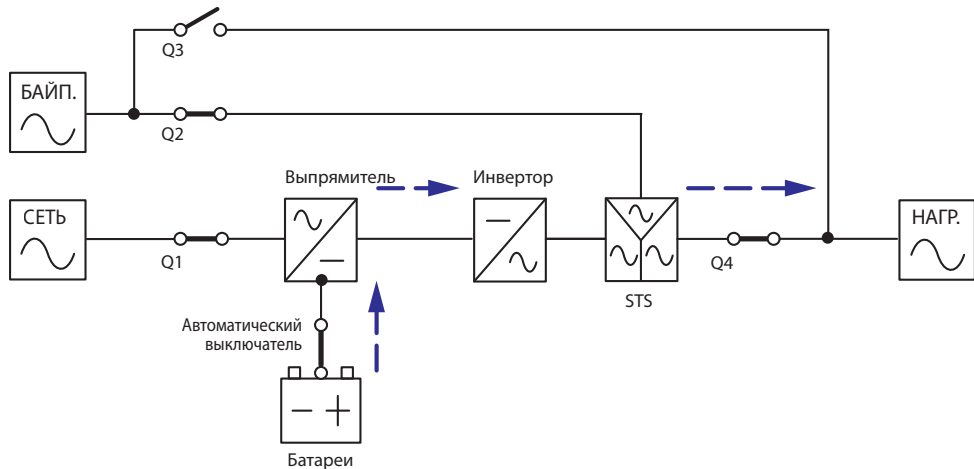 Q3
БАЙП.
Q2
Выпрямитель
Инвертор
СЕТЬ
НАГР.
Q1
Q4
STS
Автоматический
выключатель
Батареи